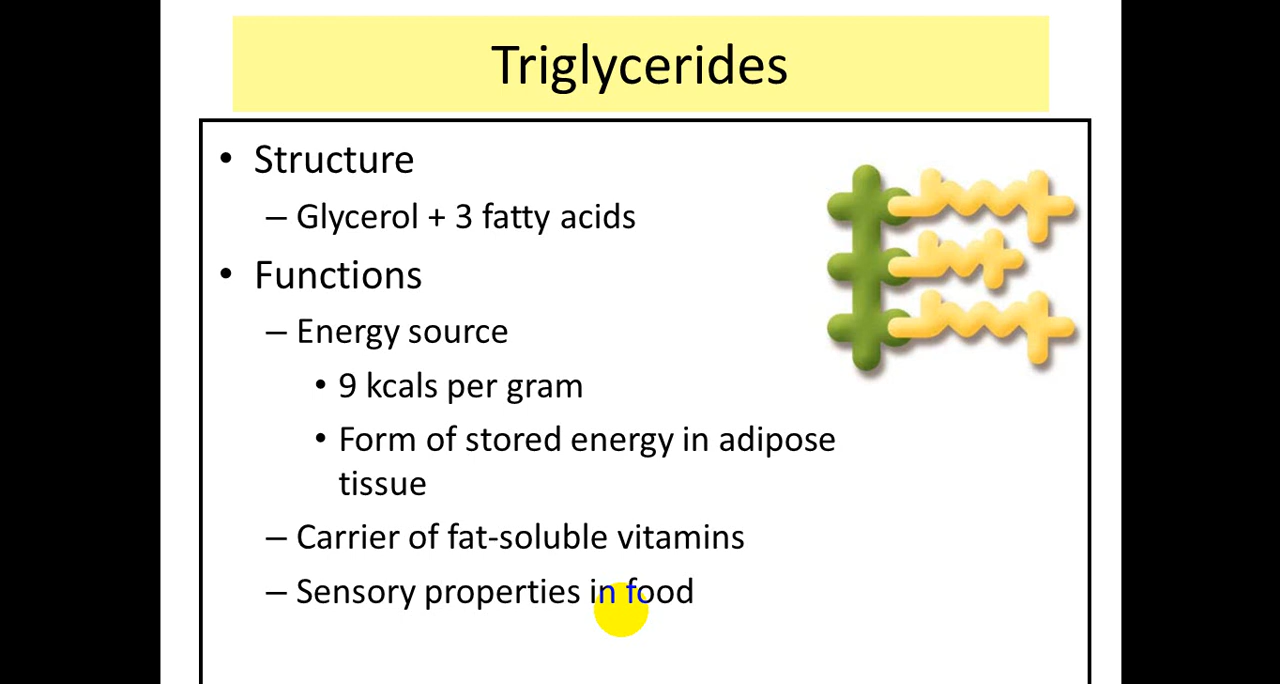 Triglycerides
• Structure
– Glycerol + 3 fatty acids
• Functions
– Energy source
• 9 kcals per gram
• Form of stored energy in adipose
tissue
– Carrier of fat-soluble vitamins
– Sensory properties in food